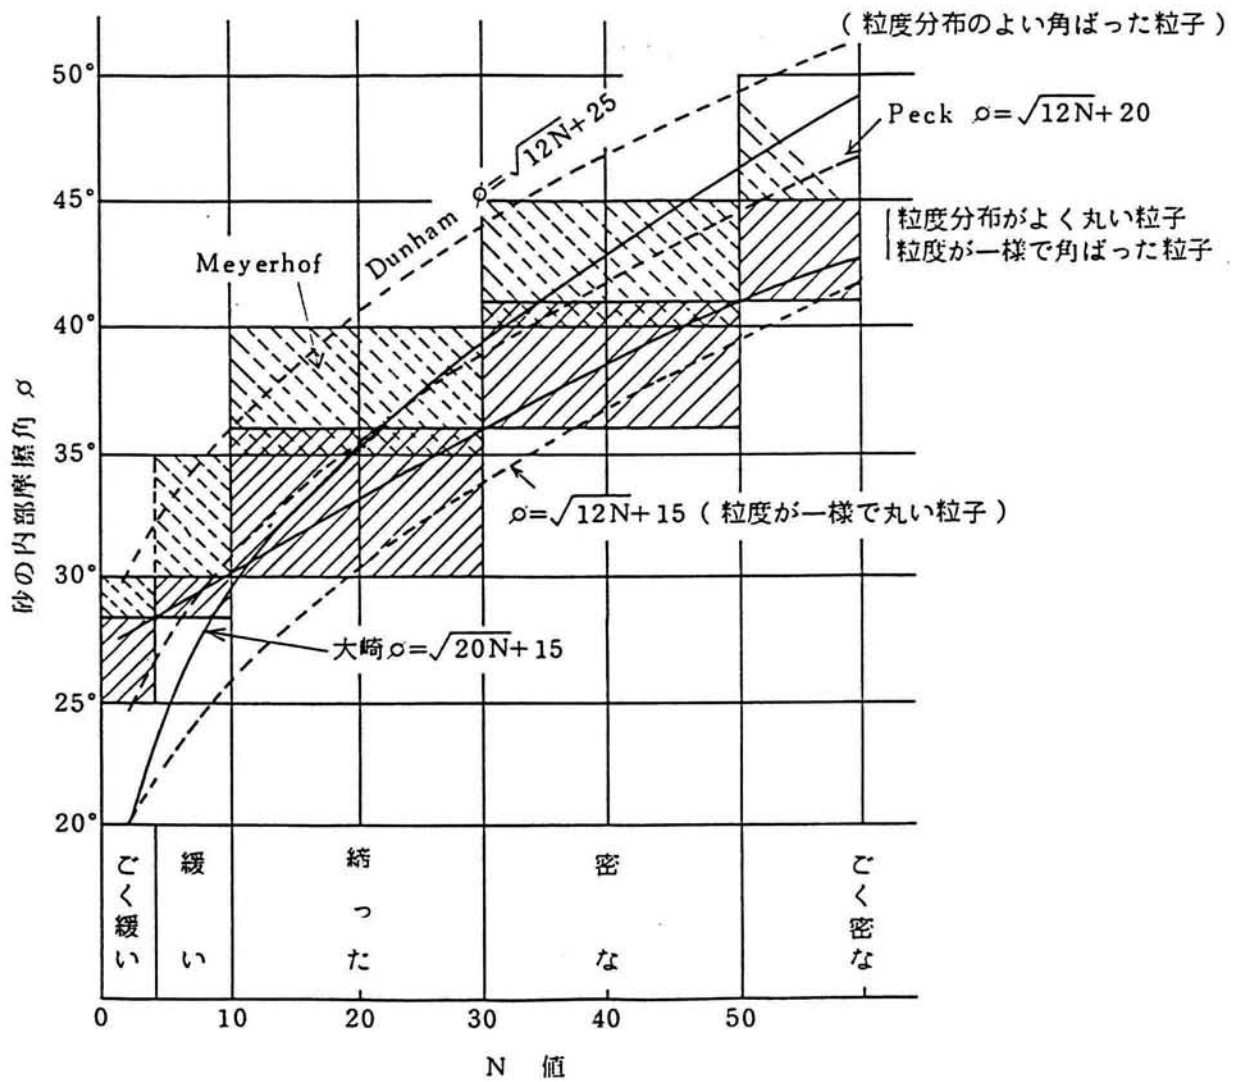 (粒度分布のよい角ばった粒子)
50°
Peck ø=√12N+20
ø=√12N+25
Dunham
45°
粒度分布がよく丸い粒子
粒度が一様で角ばった粒子
Meyerhof
40°
35°
ø=√12N+15(粒度が一様で丸い粒子)
30°
大崎ø=√20N+15
25°
20°
砂の内部摩擦角 ø
ごく緩い
緩い
締った
密な
ごく密な
0 10 20 30 40 50
N 値